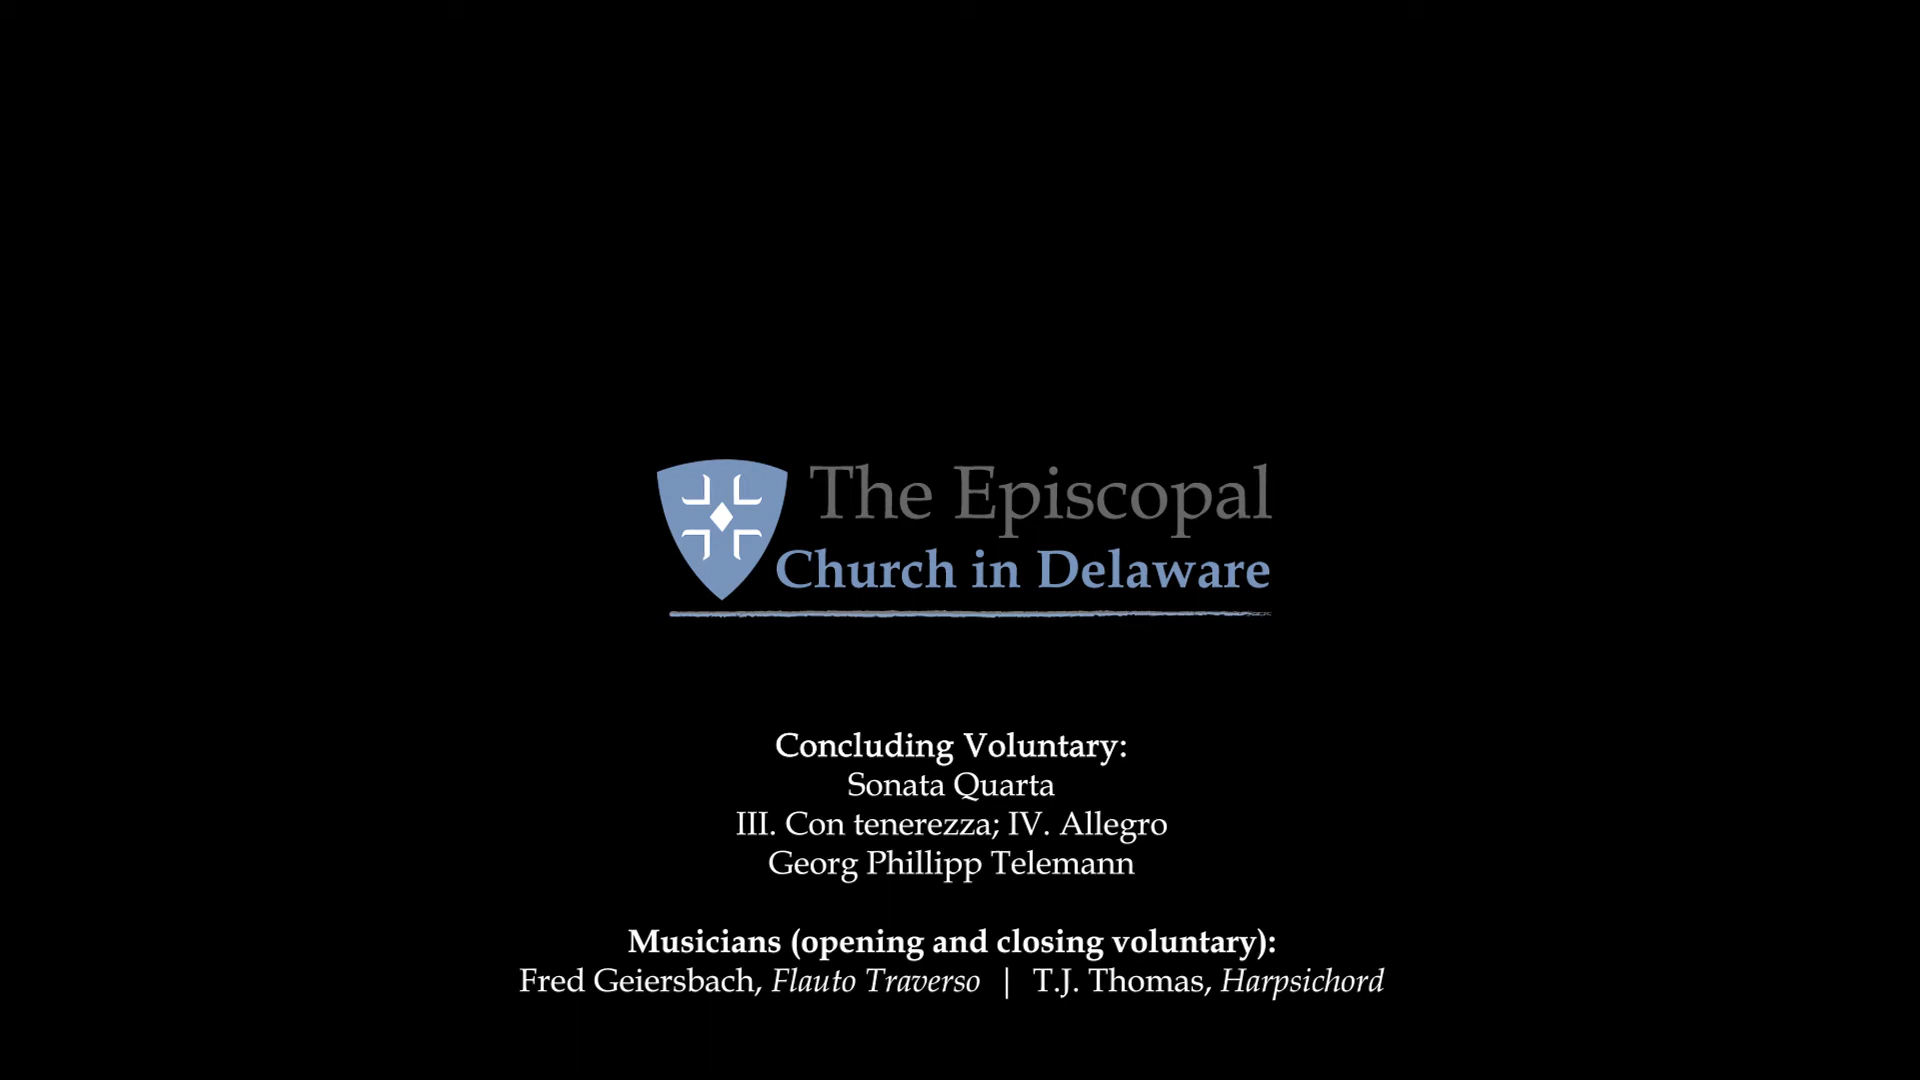 The Episcopal
Church in Delaware
Concluding Voluntary:
Sonata Quarta
III. Con tenerezza; IV. Allegro
Georg Phillipp Telemann
Musicians (opening and closing voluntary):
Fred Geiersbach, Flauto Traverso | T.J. Thomas, Harpsichord